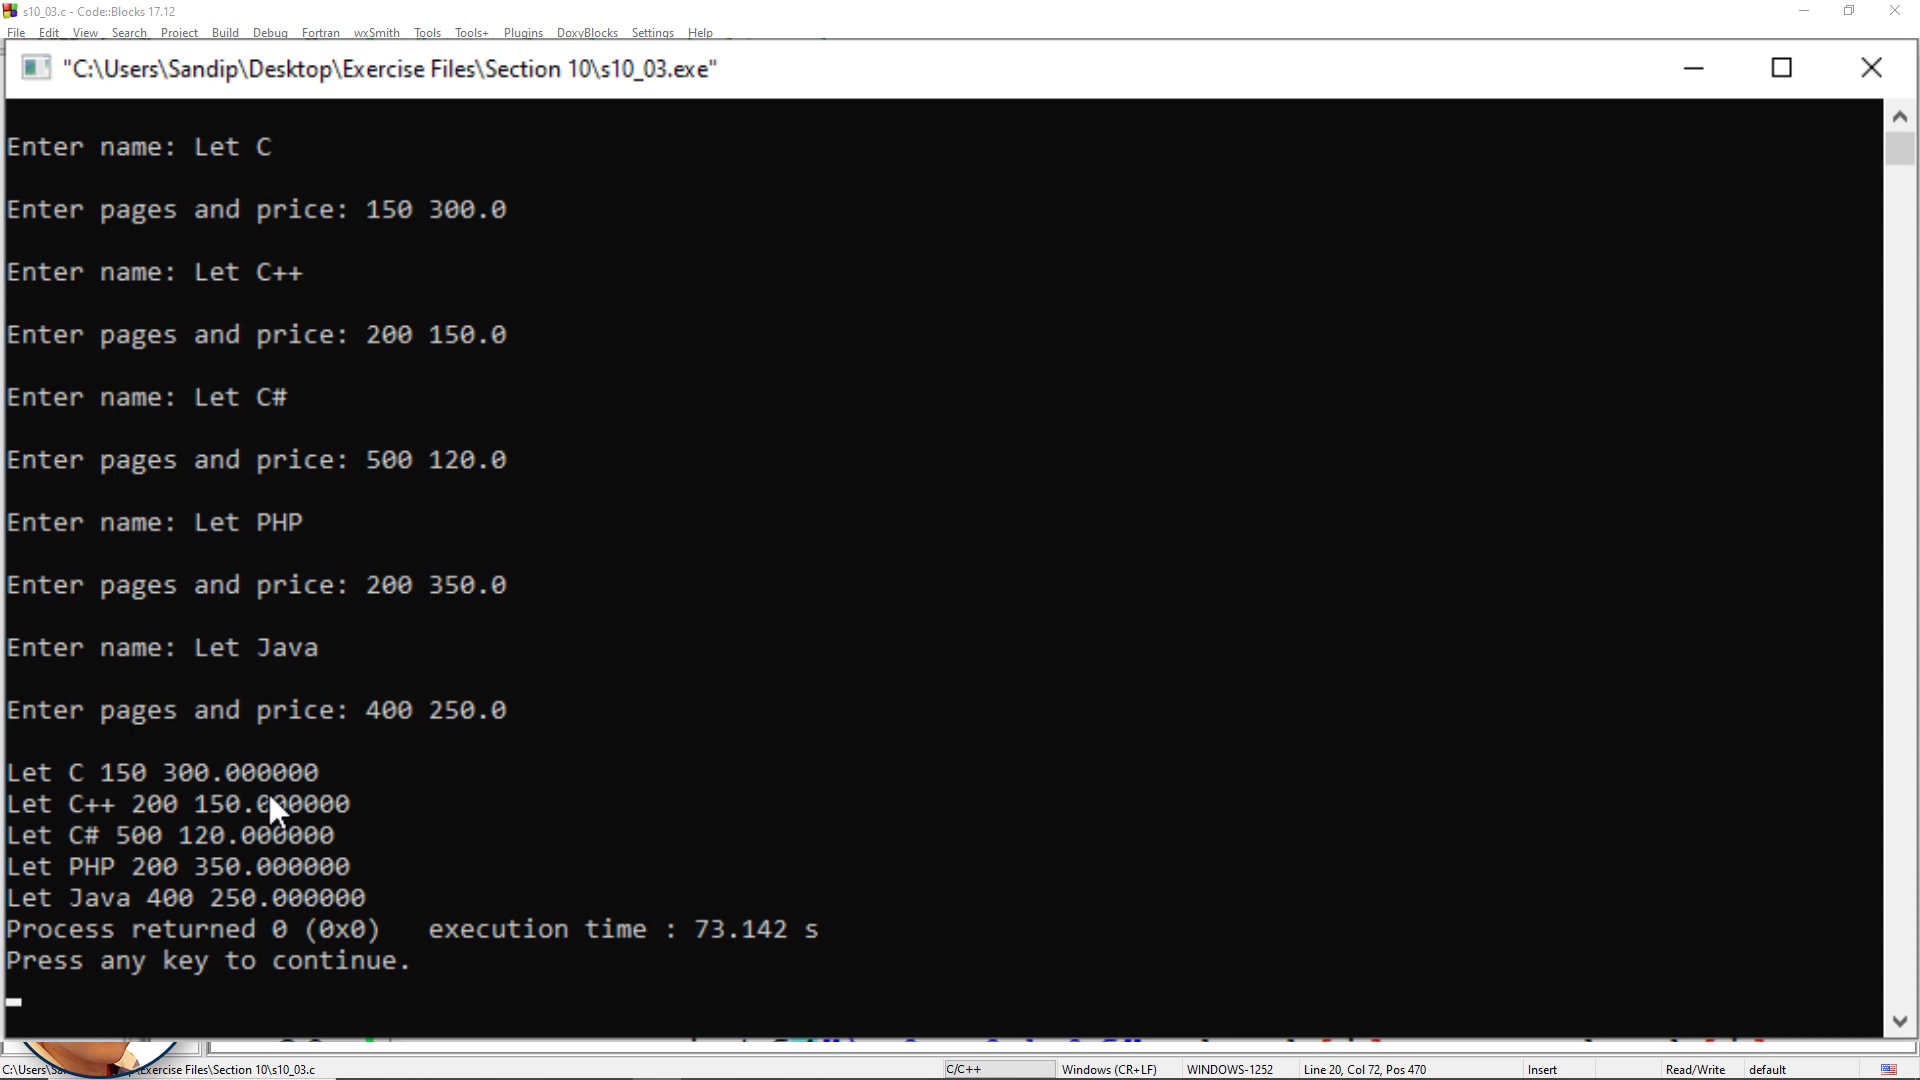 s10_03.c - Code::Blocks 17.12
File Edit View Search Project Build Debug Fortran wxSmith Tools Tools+ Plugins DoxyBlocks Settings Help
"C:\Users\Sandip\Desktop\Exercise Files\Section 10\s10_03.exe"
Enter name: Let C
Enter pages and price: 150 300.0
Enter name: Let C++
Enter pages and price: 200 150.0
Enter name: Let C#
Enter pages and price: 500 120.0
Enter name: Let PHP
Enter pages and price: 200 350.0
Enter name: Let Java
Enter pages and price: 400 250.0
Let C 150 300.000000
Let C++ 200 150.000000
Let C# 500 120.000000
Let PHP 200 350.000000
Let Java 400 250.000000
Process returned 0 (0x0)   execution time : 73.142 s
Press any key to continue.
Files\Section 10\s10_03.c C/C++ Windows (CR+LF) WINDOWS-1252 Line 20, Col 72, Pos 470 Insert Read/Write default